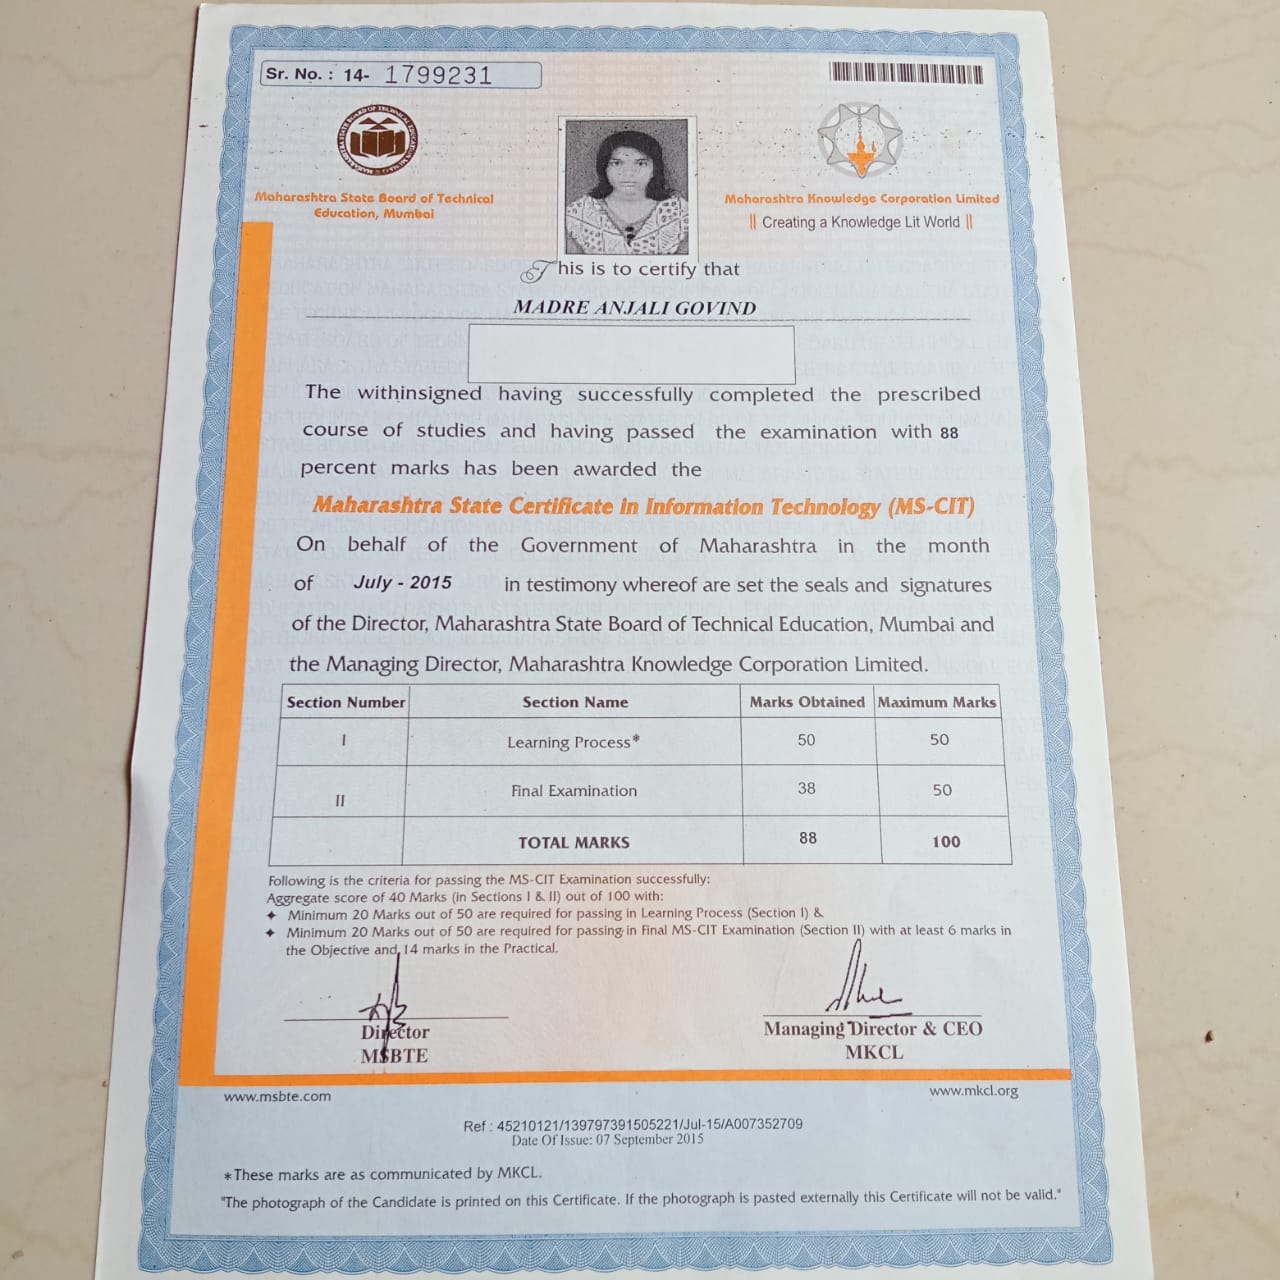 Sr. No. : 14- 1799231
Maharashtra State Board of Technical
Education, Mumbai
Maharashtra Knowledge Corporation Limited
|| Creating a Knowledge Lit World ||
This is to certify that
MADRE ANJALI GOVIND
The withinsigned having successfully completed the prescribed
course of studies and having passed the examination with 88
percent marks has been awarded the
Maharashtra State Certificate in Information Technology (MS-CIT)
On behalf of the Government of Maharashtra in the month
of July - 2015 in testimony whereof are set the seals and signatures
of the Director, Maharashtra State Board of Technical Education, Mumbai and
the Managing Director, Maharashtra Knowledge Corporation Limited.
Section Number Section Name Marks Obtained Maximum Marks
I Learning Process* 50 50
II Final Examination 38 50
TOTAL MARKS 88 100
Following is the criteria for passing the MS-CIT Examination successfully:
Aggregate score of 40 Marks (in Sections I & II) out of 100 with:
✦ Minimum 20 Marks out of 50 are required for passing in Learning Process (Section I) &
✦ Minimum 20 Marks out of 50 are required for passing in Final MS-CIT Examination (Section II) with at least 6 marks in
the Objective and 14 marks in the Practical.
Director
MSBTE
Managing Director & CEO
MKCL
www.msbte.com
www.mkcl.org
Ref : 45210121/139797391505221/Jul-15/A007352709
Date Of Issue: 07 September 2015
*These marks are as communicated by MKCL.
"The photograph of the Candidate is printed on this Certificate. If the photograph is pasted externally this Certificate will not be valid."